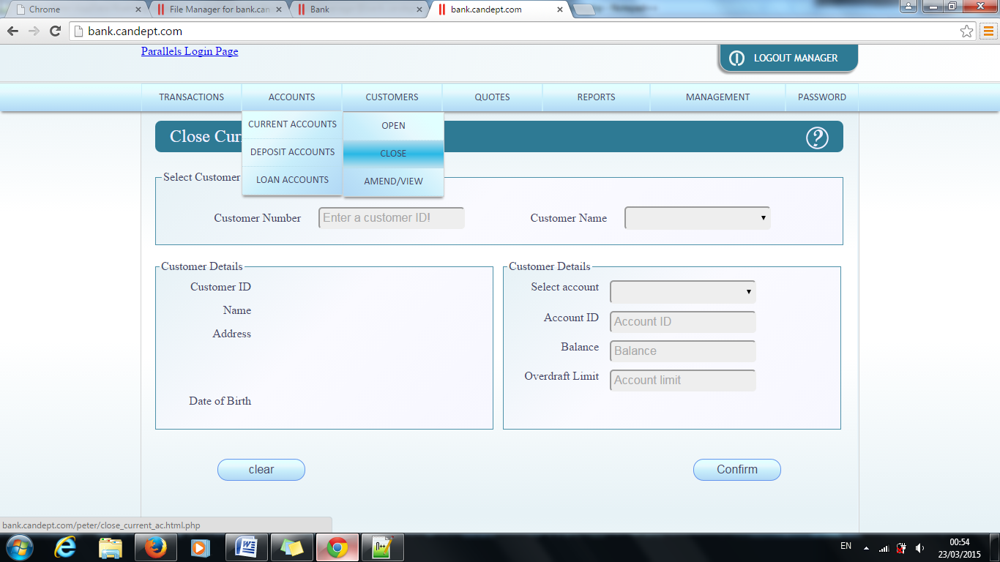 Chrome
File Manager for bank.can
Bank
bank.candept.com
bank.candept.com
Parallels Login Page
LOGOUT MANAGER
TRANSACTIONS ACCOUNTS CUSTOMERS QUOTES REPORTS MANAGEMENT PASSWORD
CURRENT ACCOUNTS OPEN
Close Cur
?
DEPOSIT ACCOUNTS CLOSE
LOAN ACCOUNTS AMEND/VIEW
Select Customer
Customer Number Enter a customer ID! Customer Name
Customer Details
Customer ID
Name
Address
Date of Birth
Customer Details
Select account
Account ID Account ID
Balance Balance
Overdraft Limit Account limit
clear Confirm
bank.candept.com/peter/close_current_ac.html.php
EN 00:54
23/03/2015